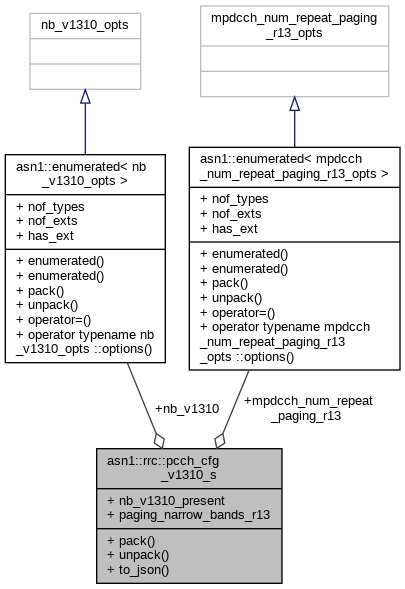 nb_v1310_opts
mpdcch_num_repeat_paging
_r13_opts
asn1::enumerated< nb
_v1310_opts >
+ nof_types
+ nof_exts
+ has_ext
+ enumerated()
+ enumerated()
+ pack()
+ unpack()
+ operator=()
+ operator typename nb
_v1310_opts ::options()
asn1::enumerated< mpdcch
_num_repeat_paging_r13_opts >
+ nof_types
+ nof_exts
+ has_ext
+ enumerated()
+ enumerated()
+ pack()
+ unpack()
+ operator=()
+ operator typename mpdcch
_num_repeat_paging_r13
_opts ::options()
+nb_v1310
+mpdcch_num_repeat
_paging_r13
asn1::rrc::pcch_cfg
_v1310_s
+ nb_v1310_present
+ paging_narrow_bands_r13
+ pack()
+ unpack()
+ to_json()